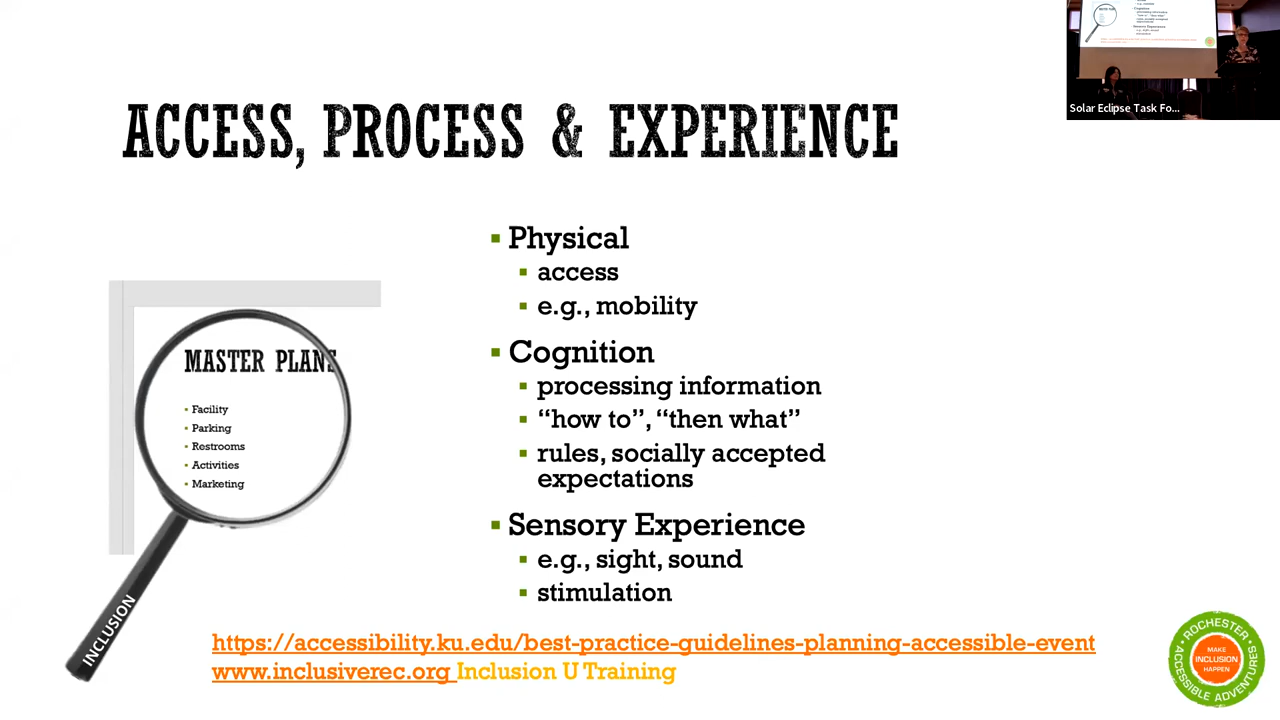 Solar Eclipse Task Fo...
ACCESS, PROCESS & EXPERIENCE
Physical
access
e.g., mobility
Cognition
processing information
“how to”, “then what”
rules, socially accepted
expectations
Sensory Experience
e.g., sight, sound
stimulation
MASTER PLANS
Facility
Parking
Restrooms
Activities
Marketing
INCLUSION
https://accessibility.ku.edu/best-practice-guidelines-planning-accessible-event
www.inclusiverec.org Inclusion U Training
ROCHESTER
MAKE
INCLUSION
HAPPEN
ACCESSIBLE ADVENTURES